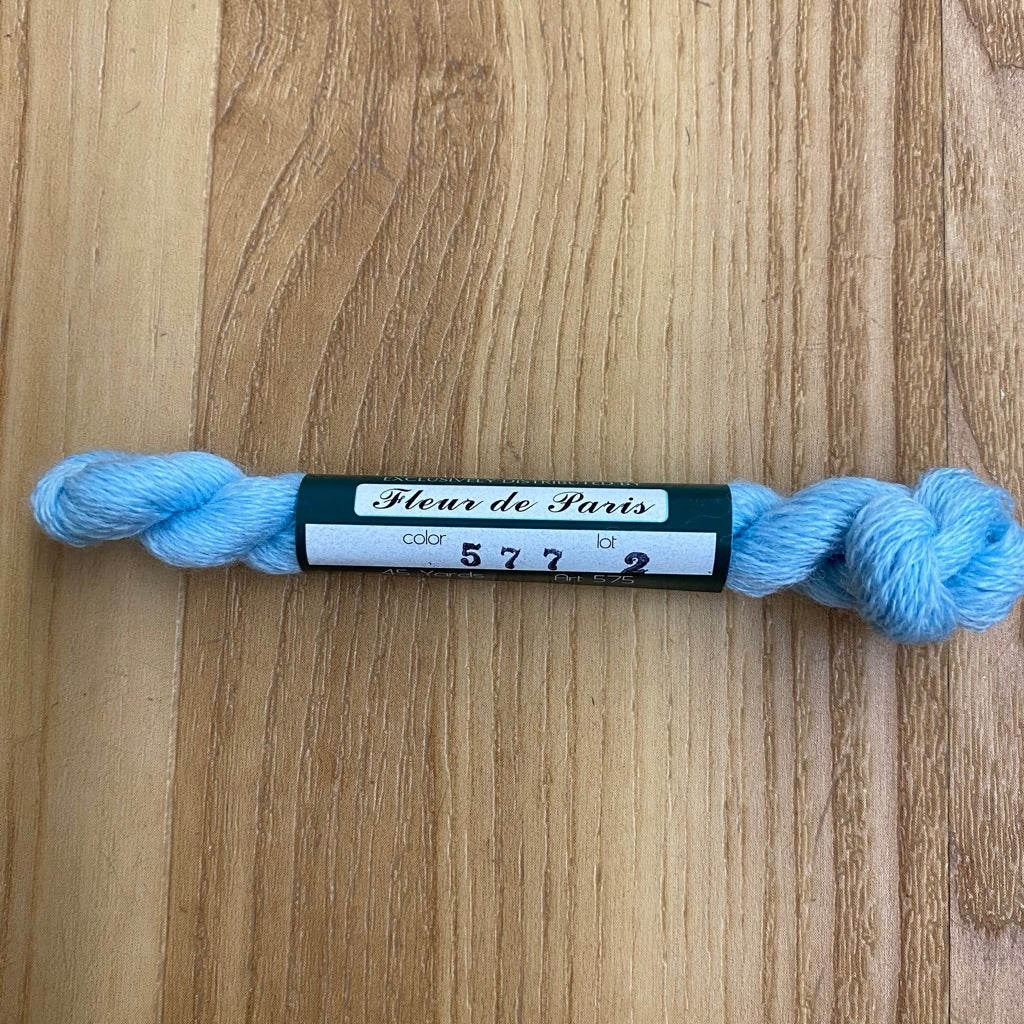 EXCLUSIVELY DISTRIBUTED BY
Fleur de Paris
color 577 lot 2
45 Yards Art 575